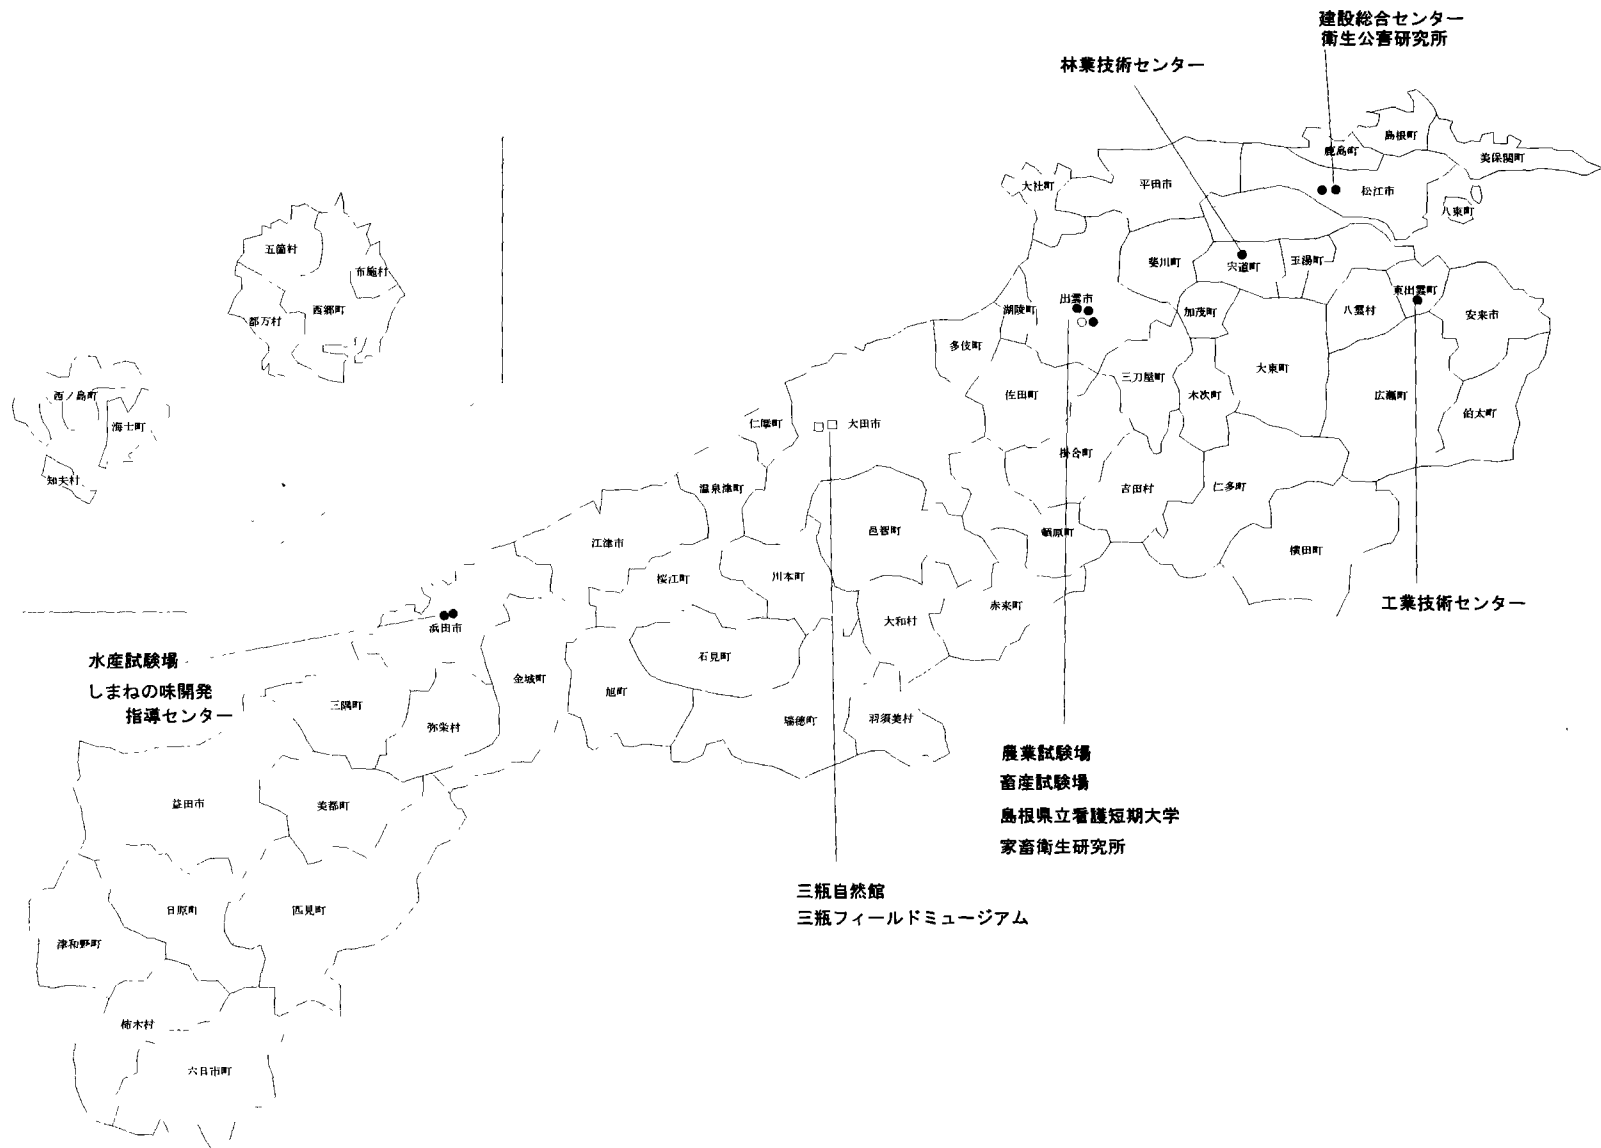 建設総合センター
衛生公害研究所
林業技術センター
島根町
鹿島町
美保関町
大社町
平田市
松江市
八束町
五箇村
布施村
西郷町
都万村
斐川町
宍道町
玉湯町
東出雲町
出雲市
湖陵町
加茂町
八雲村
安来市
多伎町
三刀屋町
大東町
佐田町
木次町
広瀬町
伯太町
西ノ島町
海士町
知夫村
仁摩町
大田市
掛合町
温泉津町
吉田村
仁多町
邑智町
頓原町
横田町
江津市
桜江町
川本町
赤来町
大和村
工業技術センター
浜田市
石見町
水産試験場
しまねの味開発
指導センター
金城町
旭町
三隅町
弥栄村
瑞穂町
羽須美村
農業試験場
畜産試験場
島根県立看護短期大学
家畜衛生研究所
益田市
美都町
三瓶自然館
三瓶フィールドミュージアム
日原町
匹見町
津和野町
柿木村
六日市町